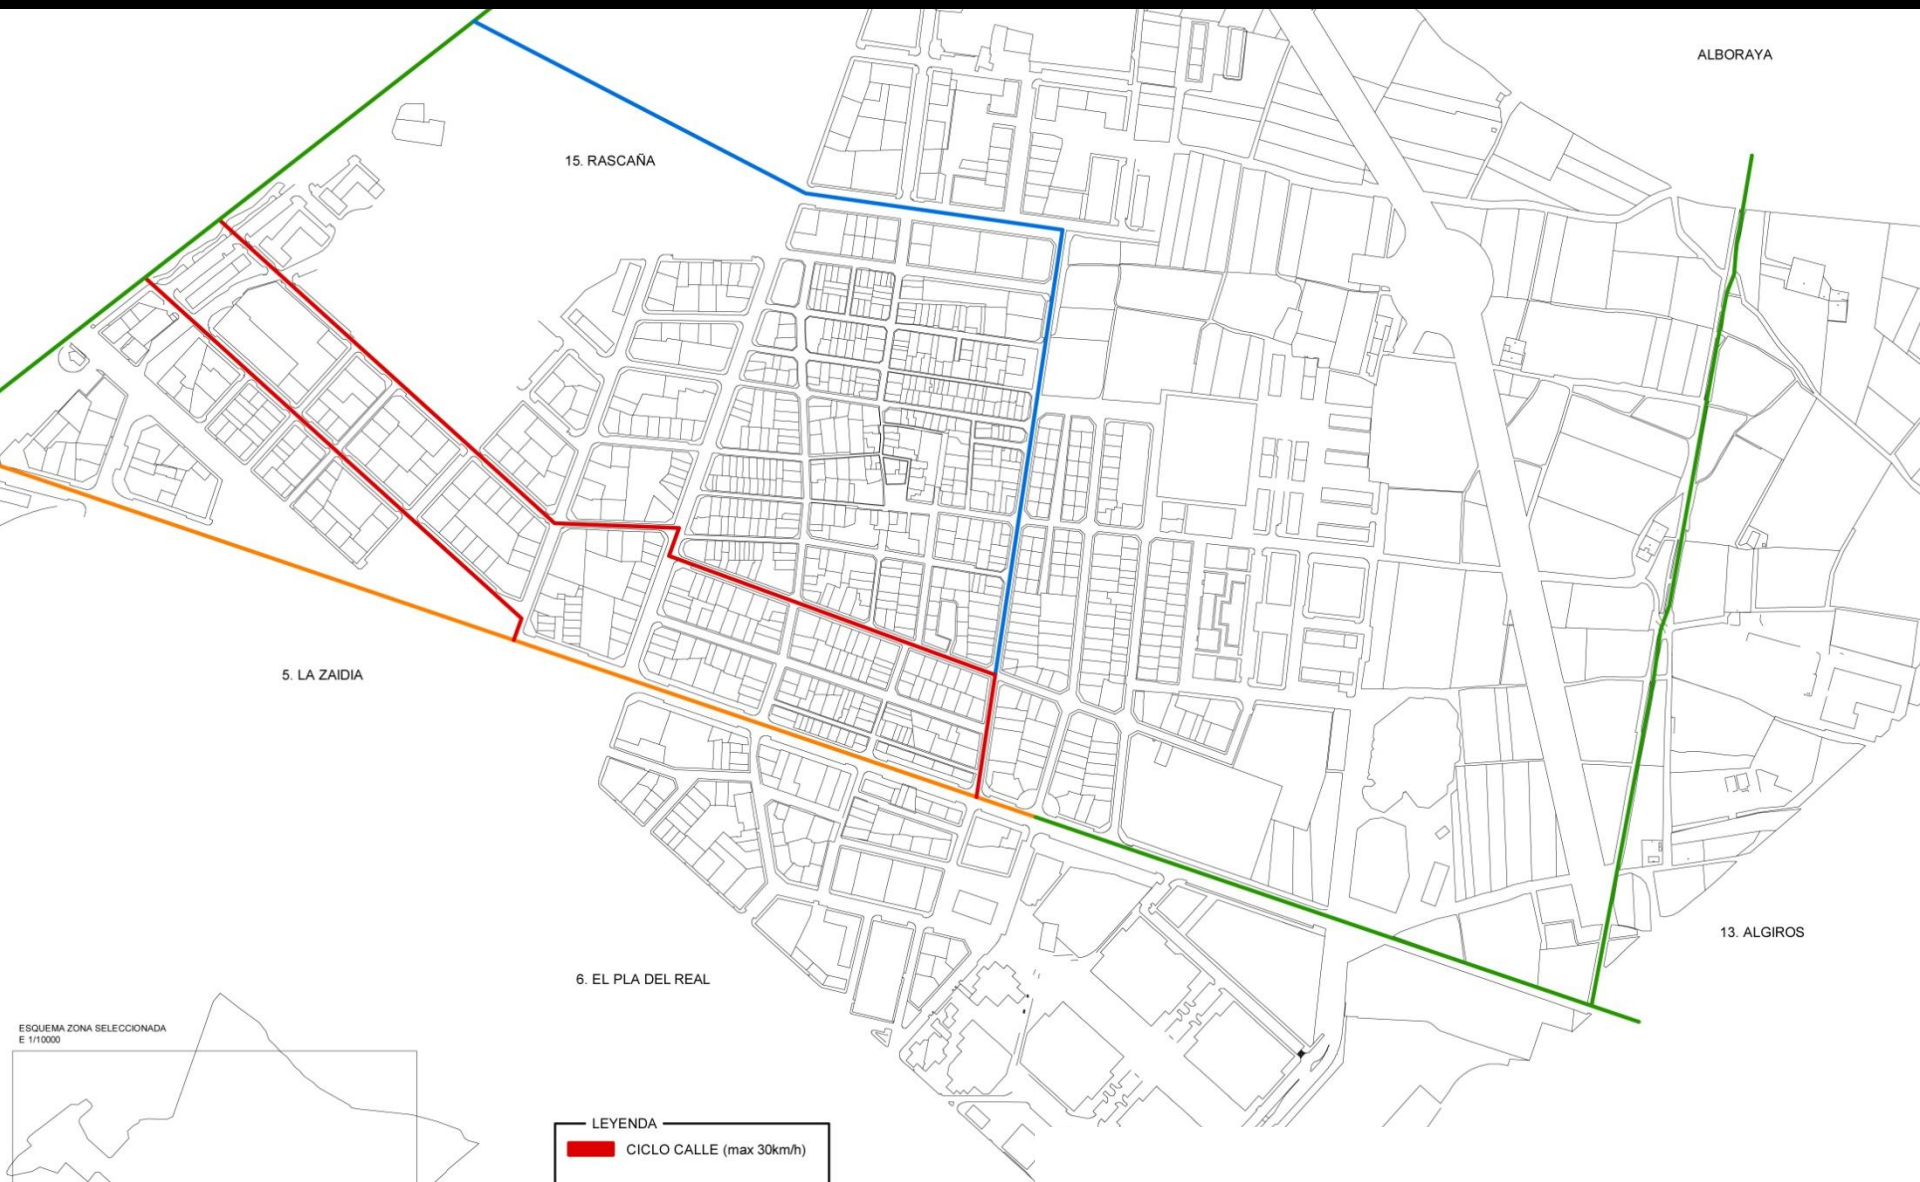 ALBORAYA
15. RASCAÑA
5. LA ZAIDIA
13. ALGIROS
6. EL PLA DEL REAL
ESQUEMA ZONA SELECCIONADA
E 1/10000
LEYENDA
CICLO CALLE (max 30km/h)